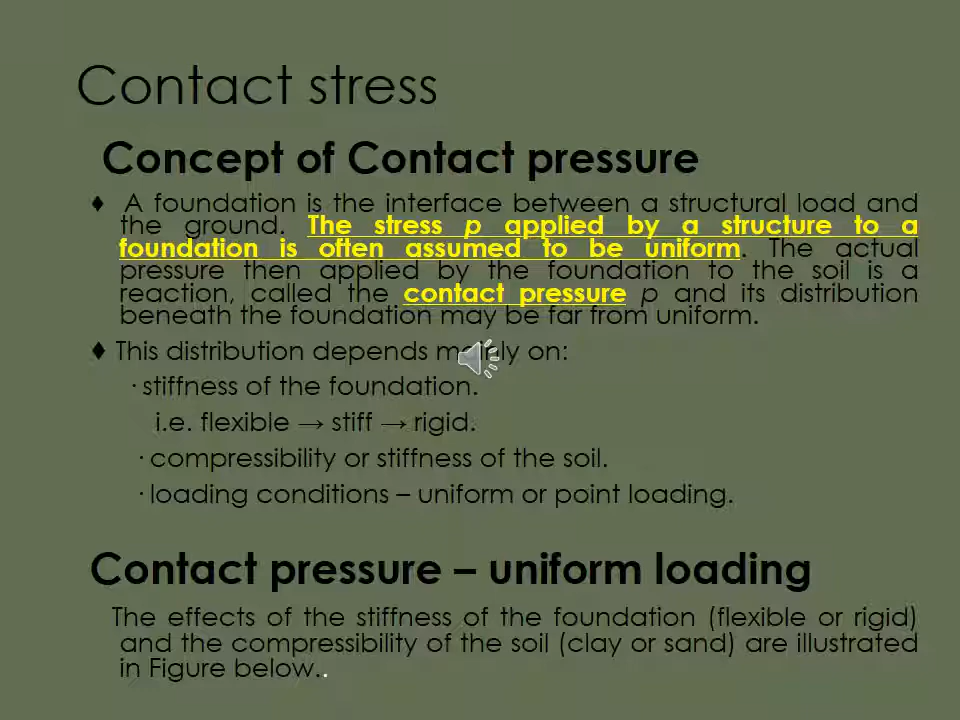 Contact stress
Concept of Contact pressure
♦ A foundation is the interface between a structural load and
the ground. The stress p applied by a structure to a
foundation is often assumed to be uniform. The actual
pressure then applied by the foundation to the soil is a
reaction, called the contact pressure p and its distribution
beneath the foundation may be far from uniform.
♦ This distribution depends mainly on:
· stiffness of the foundation.
i.e. flexible → stiff → rigid.
· compressibility or stiffness of the soil.
· loading conditions – uniform or point loading.
Contact pressure – uniform loading
The effects of the stiffness of the foundation (flexible or rigid)
and the compressibility of the soil (clay or sand) are illustrated
in Figure below..